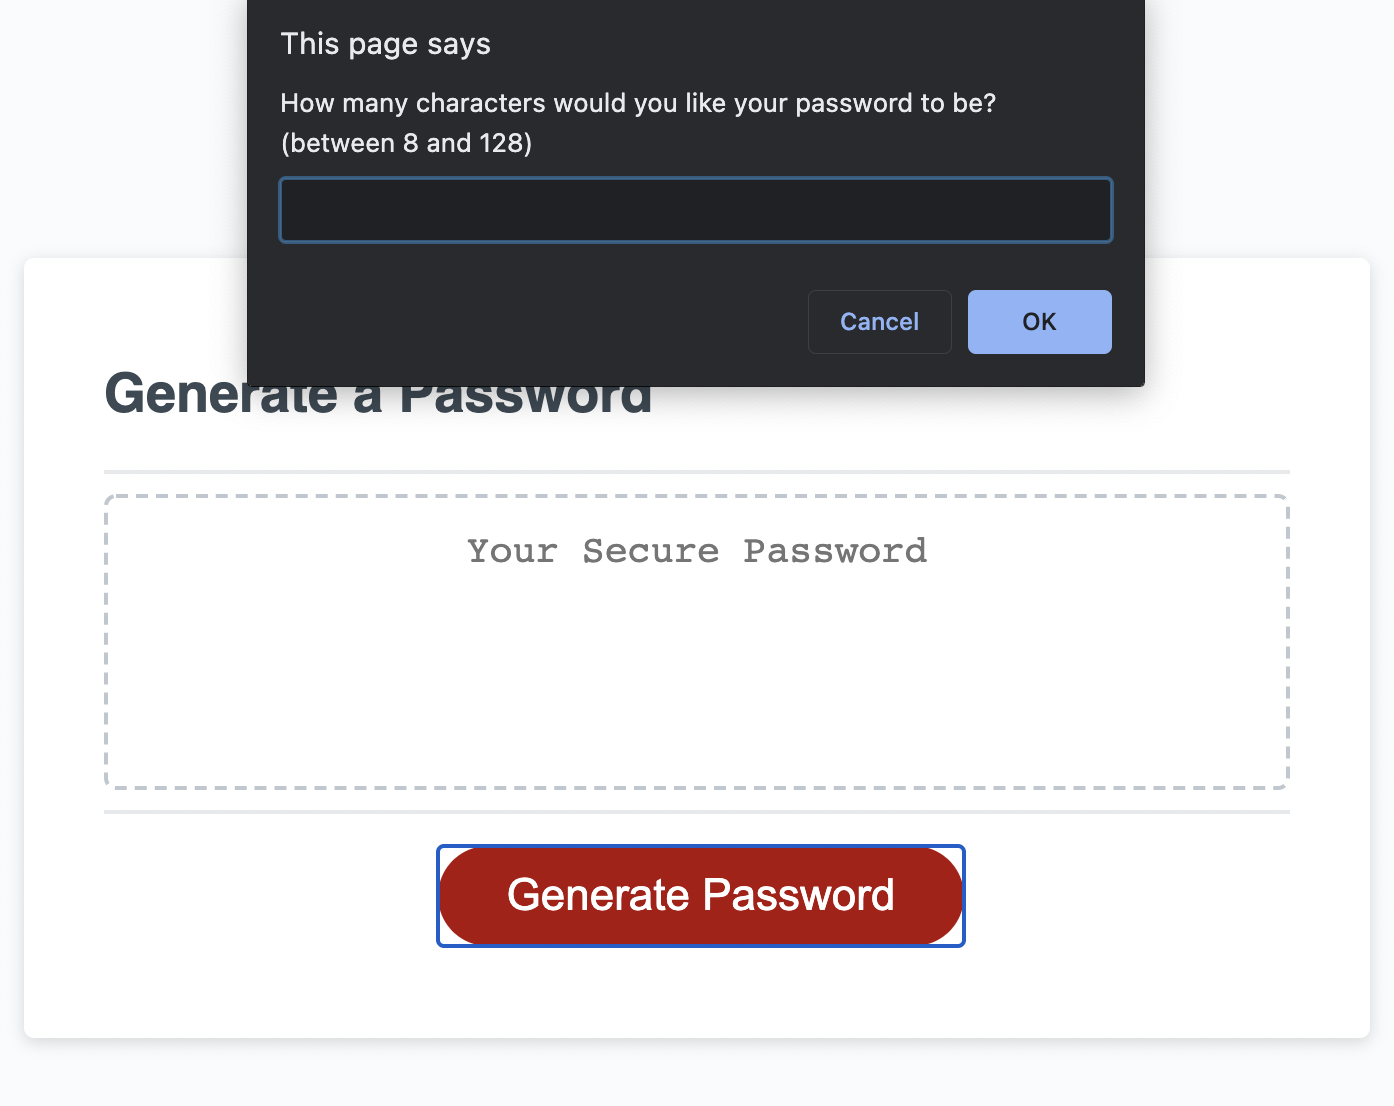 This page says
How many characters would you like your password to be?
(between 8 and 128)
Cancel
OK
Generate a Password
Your Secure Password
Generate Password